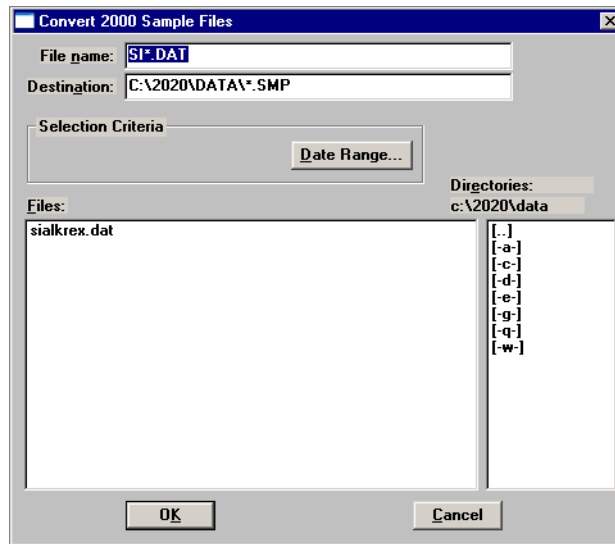 Convert 2000 Sample Files
File name: SI*.DAT
Destination: C:\2020\DATA\*.SMP
Selection Criteria
Date Range...
Directories:
Files: c:\2020\data
sialkrex.dat
[..]
[-a-]
[-c-]
[-d-]
[-e-]
[-g-]
[-q-]
[-w-]
OK Cancel